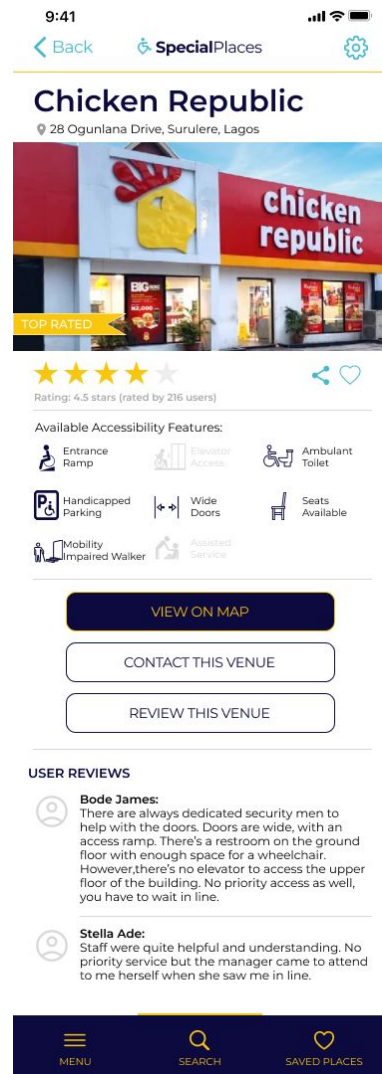 9:41
Back
SpecialPlaces
Chicken Republic
28 Ogunlana Drive, Surulere, Lagos
chicken
republic
BIG
₦2,000
TOP RATED
Rating: 4.5 stars (rated by 216 users)
Available Accessibility Features:
Entrance
Ramp
Elevator
Access
Ambulant
Toilet
Handicapped
Parking
Wide
Doors
Seats
Available
Mobility
Impaired Walker
Assisted
Service
VIEW ON MAP
CONTACT THIS VENUE
REVIEW THIS VENUE
USER REVIEWS
Bode James:
There are always dedicated security men to
help with the doors. Doors are wide, with an
access ramp. There's a restroom on the ground
floor with enough space for a wheelchair.
However,there's no elevator to access the upper
floor of the building. No priority access as well,
you have to wait in line.
Stella Ade:
Staff were quite helpful and understanding. No
priority service but the manager came to attend
to me herself when she saw me in line.
MENU
SEARCH
SAVED PLACES